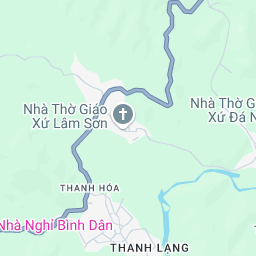 Nhà Thờ Giáo
Xứ Lâm Sơn
Nhà Thờ G
Xứ Đá N
THANH HÓA
Nhà Nghỉ Bình Dân
THANH LẠNG